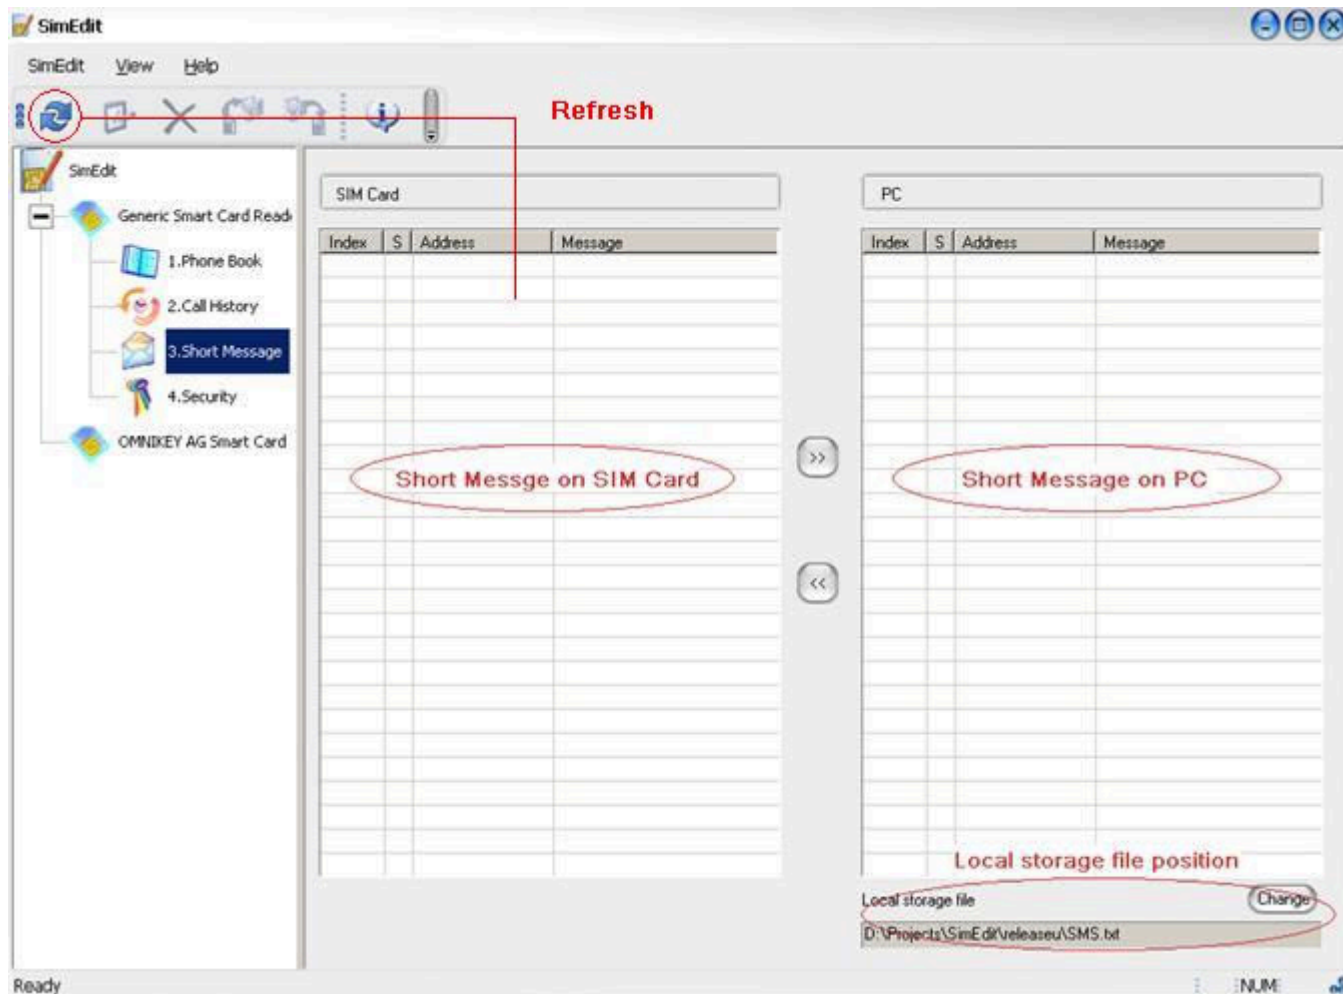 SimEdit
SimEdit View Help
Refresh
SimEdit
Generic Smart Card Reade
1.Phone Book
2.Call History
3.Short Message
4.Security
OMNIKEY AG Smart Card
SIM Card
Index S Address Message
Short Messge on SIM Card
>>
<<
PC
Index S Address Message
Short Message on PC
Local storage file position
Local storage file
Change
D:\Projects\SimEdit\releaseu\SMS.txt
Ready
NUM